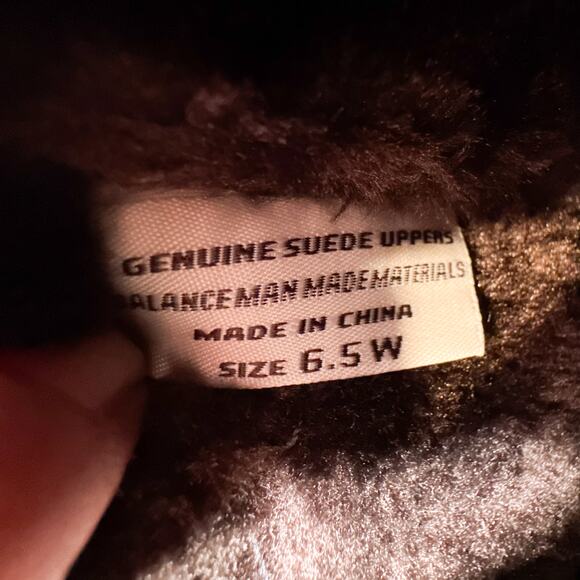 GENUINE SUEDE UPPERS
BALANCE MAN MADE MATERIALS
MADE IN CHINA
SIZE 6.5 W